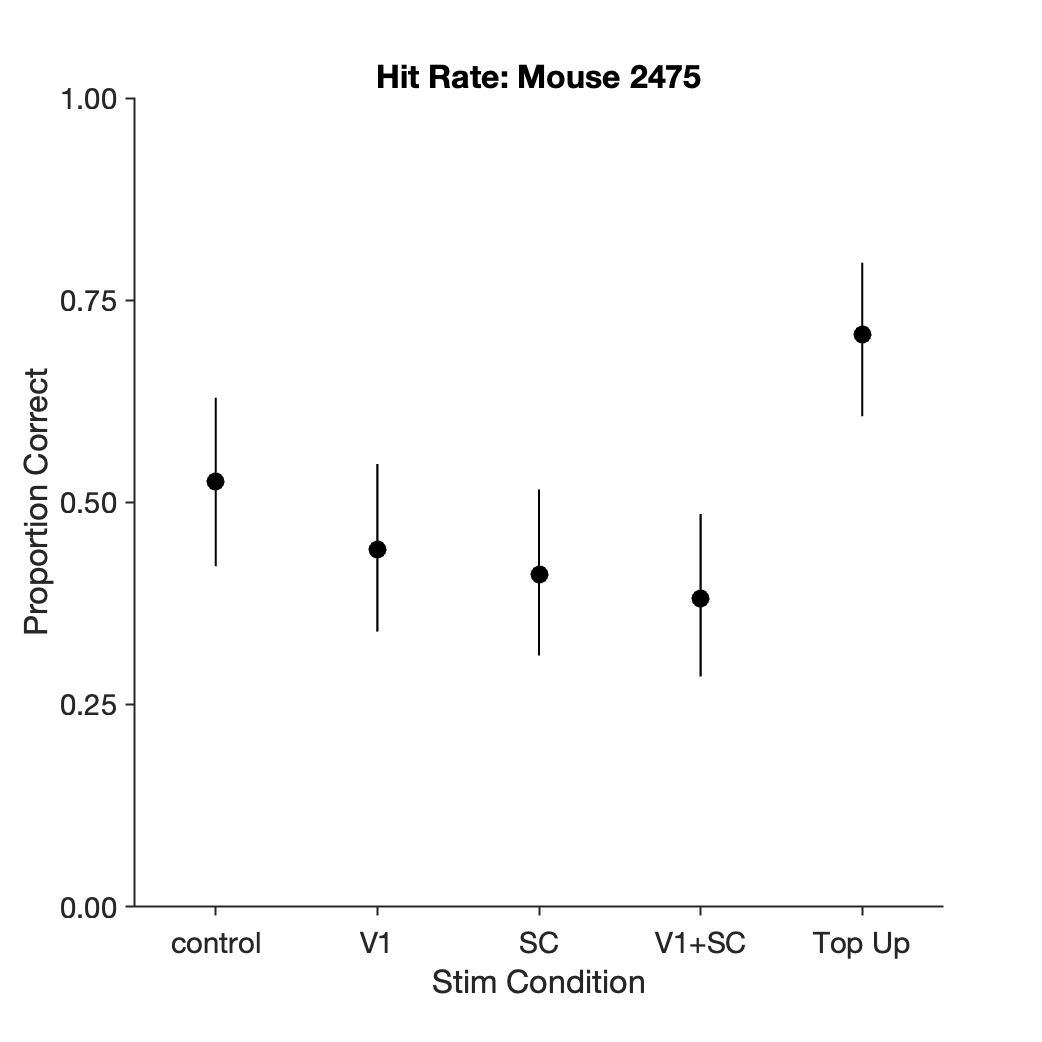 Hit Rate: Mouse 2475
1.00
0.75
0.50
0.25
0.00
Proportion Correct
control V1 SC V1+SC Top Up
Stim Condition